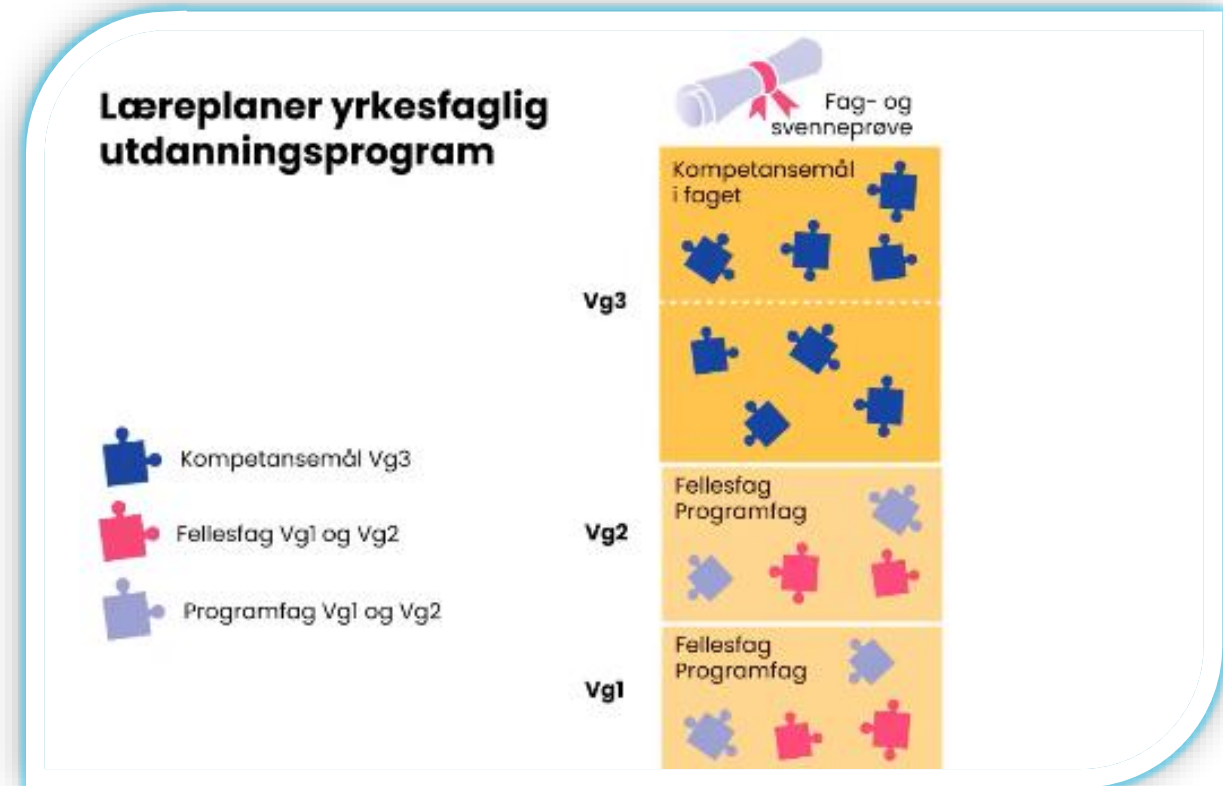 Læreplaner yrkesfaglig
utdanningsprogram
Fag- og
svenneprøve
Kompetansemål
i faget
Vg3
Kompetansemål Vg3
Fellesfag Vg1 og Vg2
Programfag Vg1 og Vg2
Vg2
Fellesfag
Programfag
Vg1
Fellesfag
Programfag